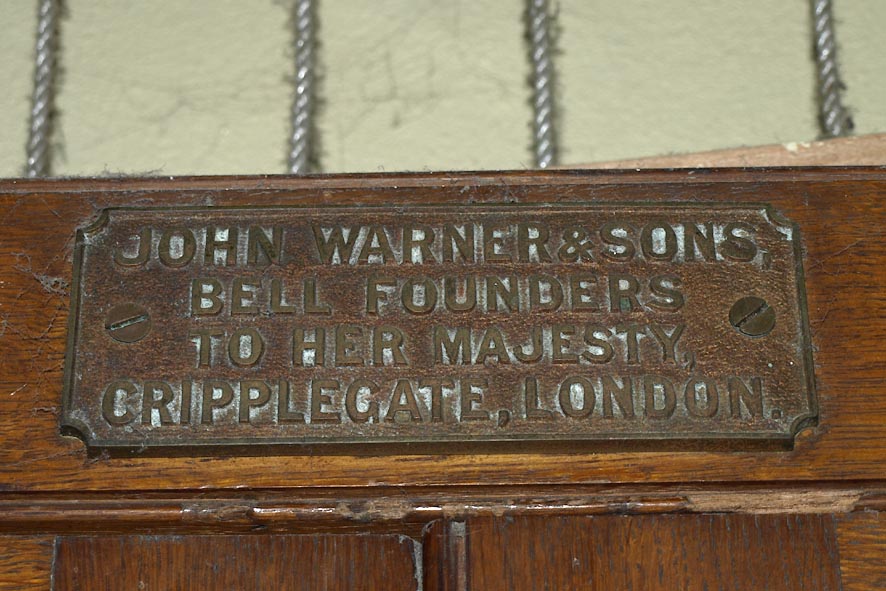 JOHN WARNER & SONS,
BELL FOUNDERS
TO HER MAJESTY,
CRIPPLEGATE, LONDON.